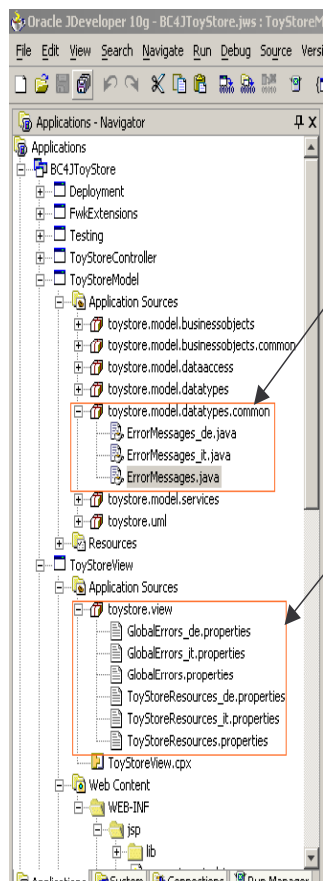 Oracle JDeveloper 10g - BC4JToyStore.jws : ToyStoreM
File Edit View Search Navigate Run Debug Source Versi
Applications - Navigator
Applications
BC4JToyStore
Deployment
FwkExtensions
Testing
ToyStoreController
ToyStoreModel
Application Sources
toystore.model.businessobjects
toystore.model.businessobjects.common
toystore.model.dataaccess
toystore.model.datatypes
toystore.model.datatypes.common
ErrorMessages_de.java
ErrorMessages_it.java
ErrorMessages.java
toystore.model.services
toystore.uml
Resources
ToyStoreView
Application Sources
toystore.view
GlobalErrors_de.properties
GlobalErrors_it.properties
GlobalErrors.properties
ToyStoreResources_de.properties
ToyStoreResources_it.properties
ToyStoreResources.properties
ToyStoreView.cpx
Web Content
WEB-INF
jsp
lib
Applications System Connections Run Manager